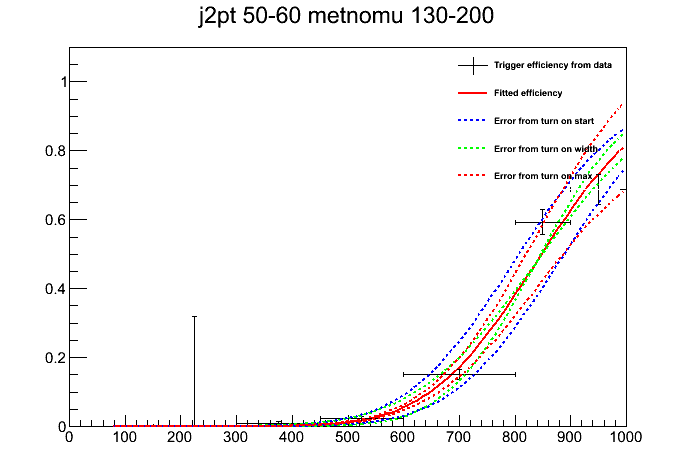 j2pt 50-60 metnomu 130-200
1
0.8
0.6
0.4
0.2
0
Trigger efficiency from data
Fitted efficiency
Error from turn on start
Error from turn on width
Error from turn on max
0 100 200 300 400 500 600 700 800 900 1000